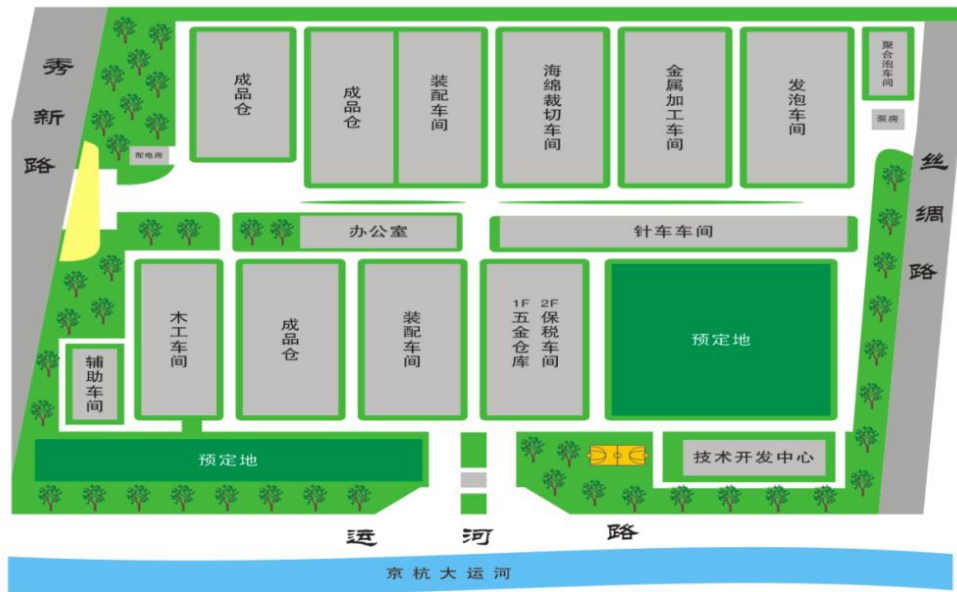 秀新路
成品仓
成品仓
装配车间
海绵裁切车间
金属加工车间
发泡车间
聚合泡车间
泵房
配电房
丝绸路
办公室
针车车间
木工车间
成品仓
装配车间
1F五金仓库
2F保税车间
预定地
辅助车间
预定地
技术开发中心
运河路
京杭大运河